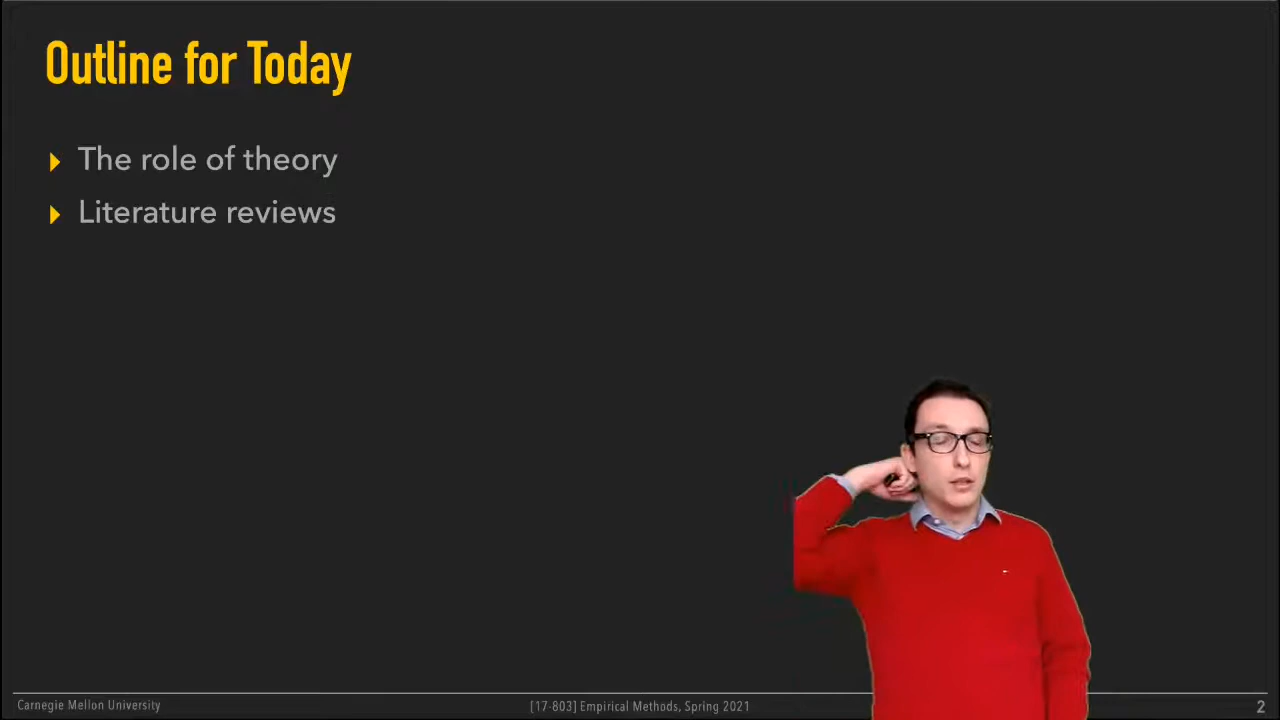 Outline for Today
The role of theory
Literature reviews
Carnegie Mellon University
[17-803] Empirical Methods, Spring 2021
2